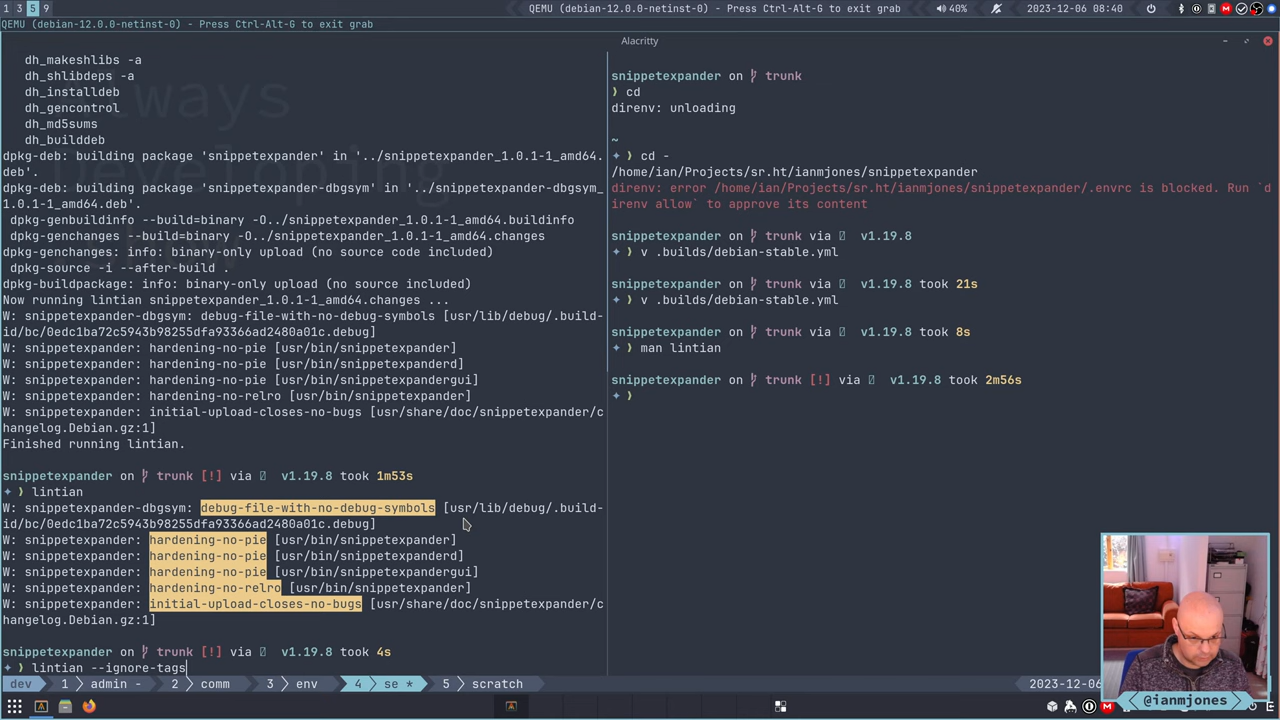 1 3 5 9
QEMU (debian-12.0.0-netinst-0) - Press Ctrl-Alt-G to exit grab
40%
2023-12-06 08:40
QEMU (debian-12.0.0-netinst-0) - Press Ctrl-Alt-G to exit grab
Alacritty
dh_makeshlibs -a
dh_shlibdeps -a
dh_installdeb
dh_gencontrol
dh_md5sums
dh_builddeb
dpkg-deb: building package 'snippetexpander' in '../snippetexpander_1.0.1-1_amd64.
deb'.
dpkg-deb: building package 'snippetexpander-dbgsym' in '../snippetexpander-dbgsym_
1.0.1-1_amd64.deb'.
dpkg-genbuildinfo --build=binary -O../snippetexpander_1.0.1-1_amd64.buildinfo
dpkg-genchanges --build=binary -O../snippetexpander_1.0.1-1_amd64.changes
dpkg-genchanges: info: binary-only upload (no source code included)
dpkg-source -i --after-build .
dpkg-buildpackage: info: binary-only upload (no source included)
Now running lintian snippetexpander_1.0.1-1_amd64.changes ...
W: snippetexpander-dbgsym: debug-file-with-no-debug-symbols [usr/lib/debug/.build-
id/bc/0edc1ba72c5943b98255dfa93366ad2480a01c.debug]
W: snippetexpander: hardening-no-pie [usr/bin/snippetexpander]
W: snippetexpander: hardening-no-pie [usr/bin/snippetexpanderd]
W: snippetexpander: hardening-no-pie [usr/bin/snippetexpandergui]
W: snippetexpander: hardening-no-relro [usr/bin/snippetexpander]
W: snippetexpander: initial-upload-closes-no-bugs [usr/share/doc/snippetexpander/c
hangelog.Debian.gz:1]
Finished running lintian.
snippetexpander on trunk [!] via v1.19.8 took 1m53s
✦ ❯ lintian
W: snippetexpander-dbgsym: debug-file-with-no-debug-symbols [usr/lib/debug/.build-
id/bc/0edc1ba72c5943b98255dfa93366ad2480a01c.debug]
W: snippetexpander: hardening-no-pie [usr/bin/snippetexpander]
W: snippetexpander: hardening-no-pie [usr/bin/snippetexpanderd]
W: snippetexpander: hardening-no-pie [usr/bin/snippetexpandergui]
W: snippetexpander: hardening-no-relro [usr/bin/snippetexpander]
W: snippetexpander: initial-upload-closes-no-bugs [usr/share/doc/snippetexpander/c
hangelog.Debian.gz:1]
snippetexpander on trunk [!] via v1.19.8 took 4s
✦ ❯ lintian --ignore-tags
snippetexpander on trunk
❯ cd
direnv: unloading
~
✦ ❯ cd -
/home/ian/Projects/sr.ht/ianmjones/snippetexpander
direnv: error /home/ian/Projects/sr.ht/ianmjones/snippetexpander/.envrc is blocked. Run `d
irenv allow` to approve its content
snippetexpander on trunk via v1.19.8
✦ ❯ v .builds/debian-stable.yml
snippetexpander on trunk via v1.19.8 took 21s
✦ ❯ v .builds/debian-stable.yml
snippetexpander on trunk via v1.19.8 took 8s
✦ ❯ man lintian
snippetexpander on trunk [!] via v1.19.8 took 2m56s
✦ ❯
dev 1 admin - 2 comm 3 env 4 se * 5 scratch
2023-12-06
@ianmjones